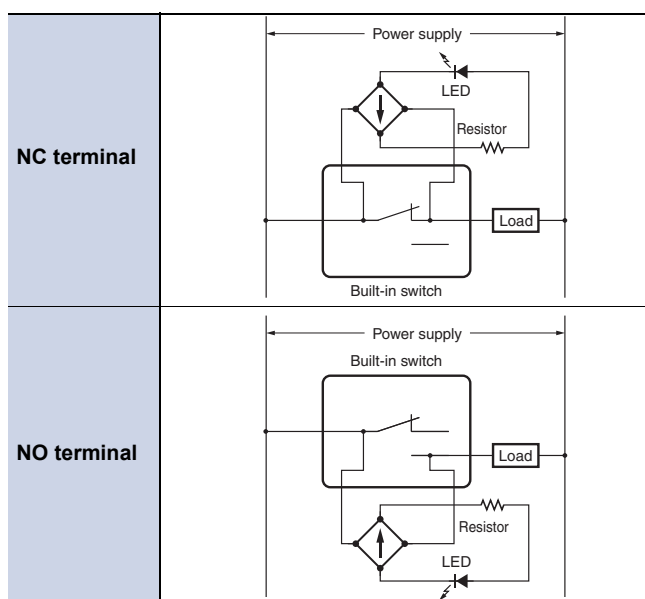 NC terminal
Power supply
LED
Resistor
Load
Built-in switch
NO terminal
Power supply
Built-in switch
Load
Resistor
LED